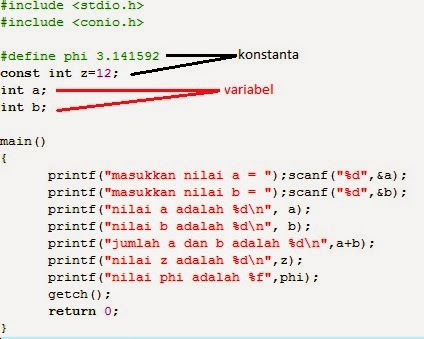 #include <stdio.h>
#include <conio.h>
#define phi 3.141592 konstanta
const int z=12;
int a; variabel
int b;
main()
{
printf("masukkan nilai a = ");scanf("%d",&a);
printf("masukkan nilai b = ");scanf("%d",&b);
printf("nilai a adalah %d\n", a);
printf("nilai b adalah %d\n", b);
printf("jumlah a dan b adalah %d\n",a+b);
printf("nilai z adalah %d\n",z);
printf("nilai phi adalah %f",phi);
getch();
return 0;
}